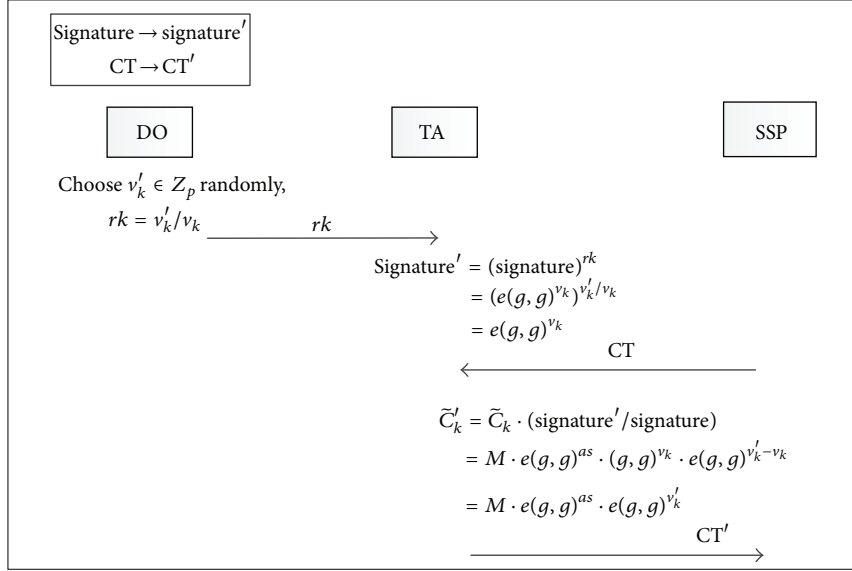 Signature → signature′
CT → CT′
DO
TA
SSP
Choose v′_k ∈ Z_p randomly,
rk = v′_k/v_k
rk
Signature′ = (signature)^{rk}
= (e(g, g)^{v_k})^{v′_k/v_k}
= e(g, g)^{v_k}
CT
C̃′_k = C̃_k · (signature′/signature)
= M · e(g, g)^{as} · (g, g)^{v_k} · e(g, g)^{v′_k−v_k}
= M · e(g, g)^{as} · e(g, g)^{v′_k}
CT′